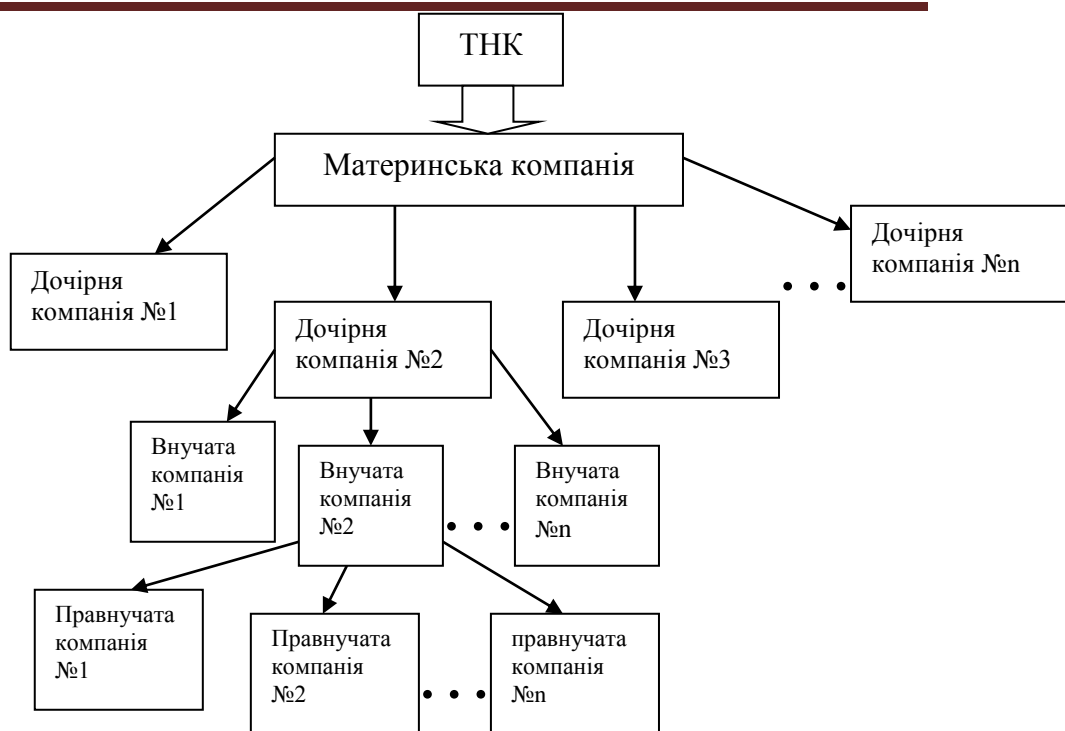 ТНК
Материнська компанія
Дочірня
компанія №1
Дочірня
компанія №2
Дочірня
компанія №3
Дочірня
компанія №n
Внучата
компанія
№1
Внучата
компанія
№2
Внучата
компанія
№n
Правнучата
компанія
№1
Правнучата
компанія
№2
правнучата
компанія
№n